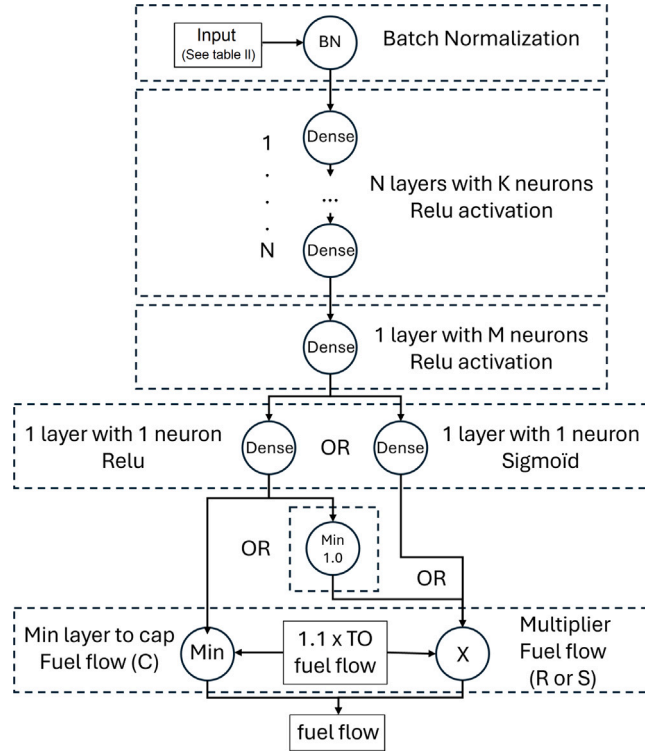 Input
(See table II)
BN
Batch Normalization
Dense
1
.
.
.
.
N
...
Dense
N layers with K neurons
Relu activation
Dense
1 layer with M neurons
Relu activation
1 layer with 1 neuron
Relu
Dense
OR
Dense
1 layer with 1 neuron
Sigmoïd
OR
Min
1.0
OR
Min layer to cap
Fuel flow (C)
Min
1.1 x TO
fuel flow
X
Multiplier
Fuel flow
(R or S)
fuel flow